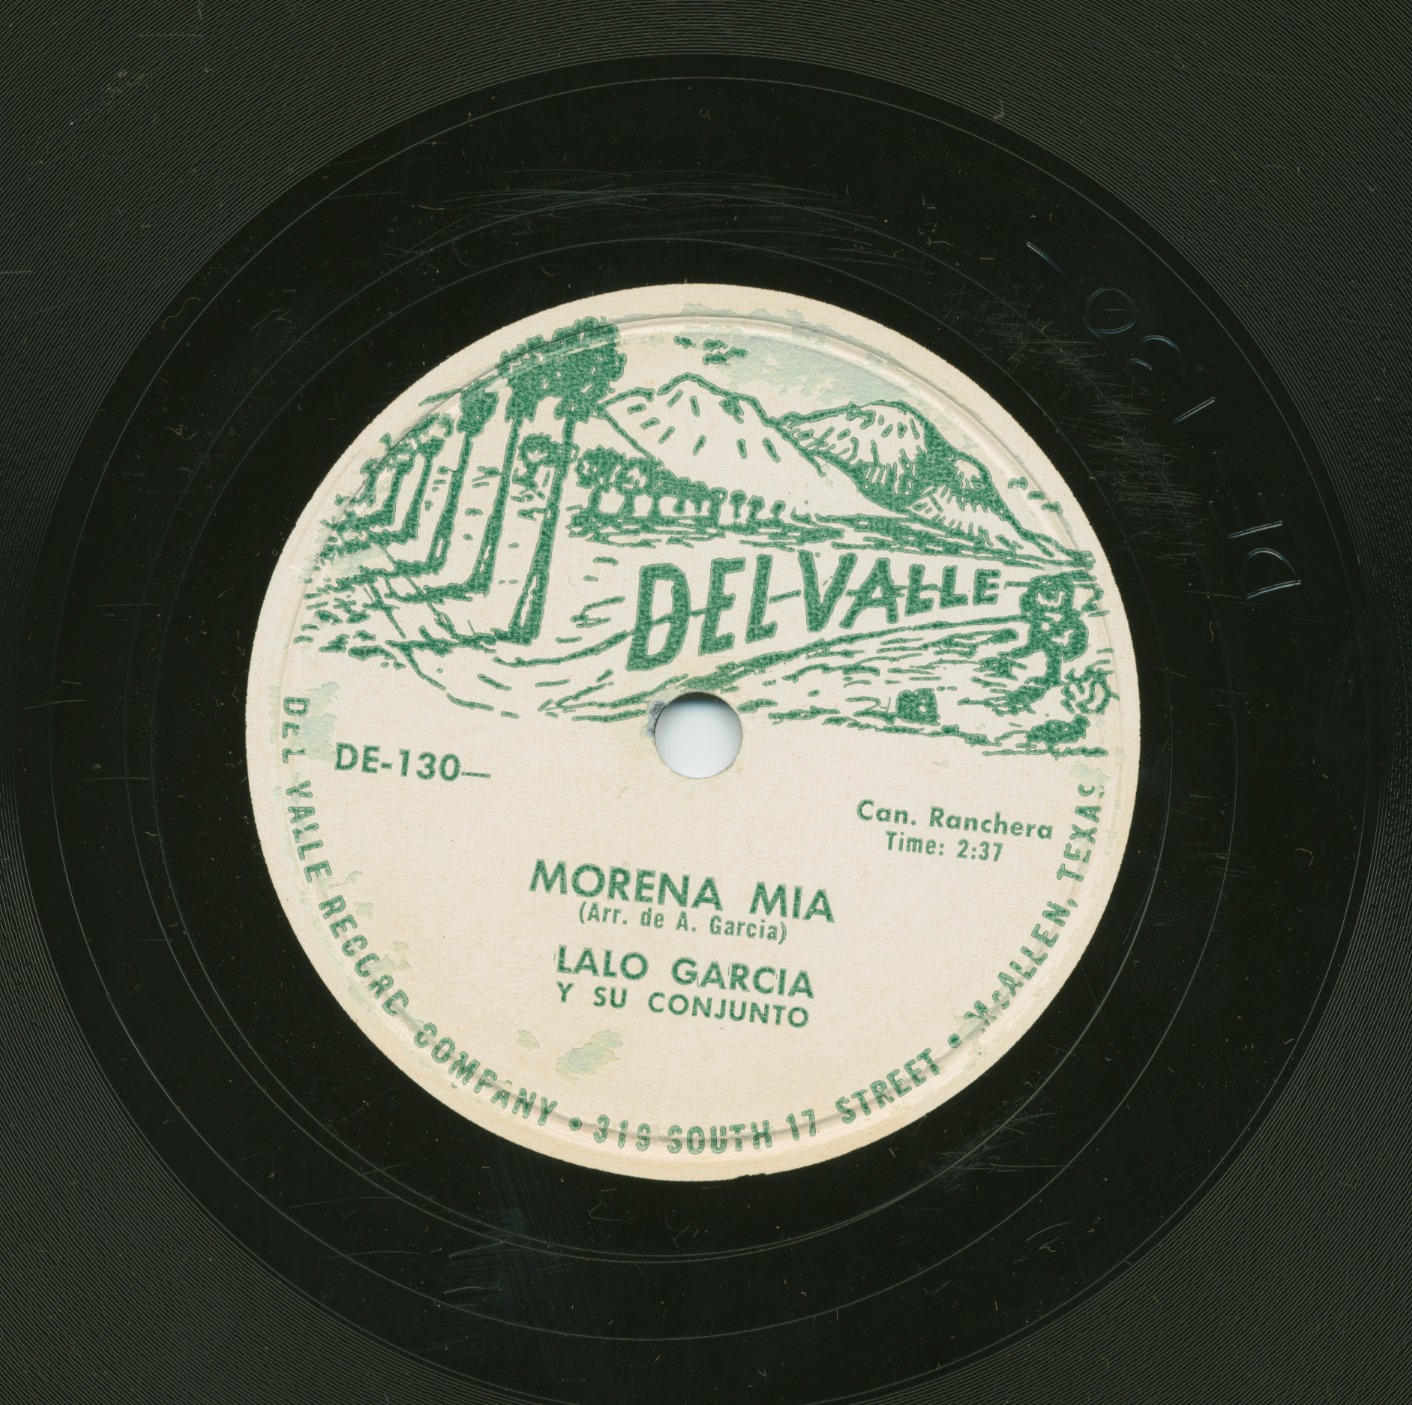 DEL VALLE
DE-130—
Can. Ranchera
Time: 2:37
MORENA MIA
(Arr. de A. Garcia)
LALO GARCIA
Y SU CONJUNTO
DEL VALLE RECORD COMPANY • 319 SOUTH 17 STREET • McALLEN, TEXAS